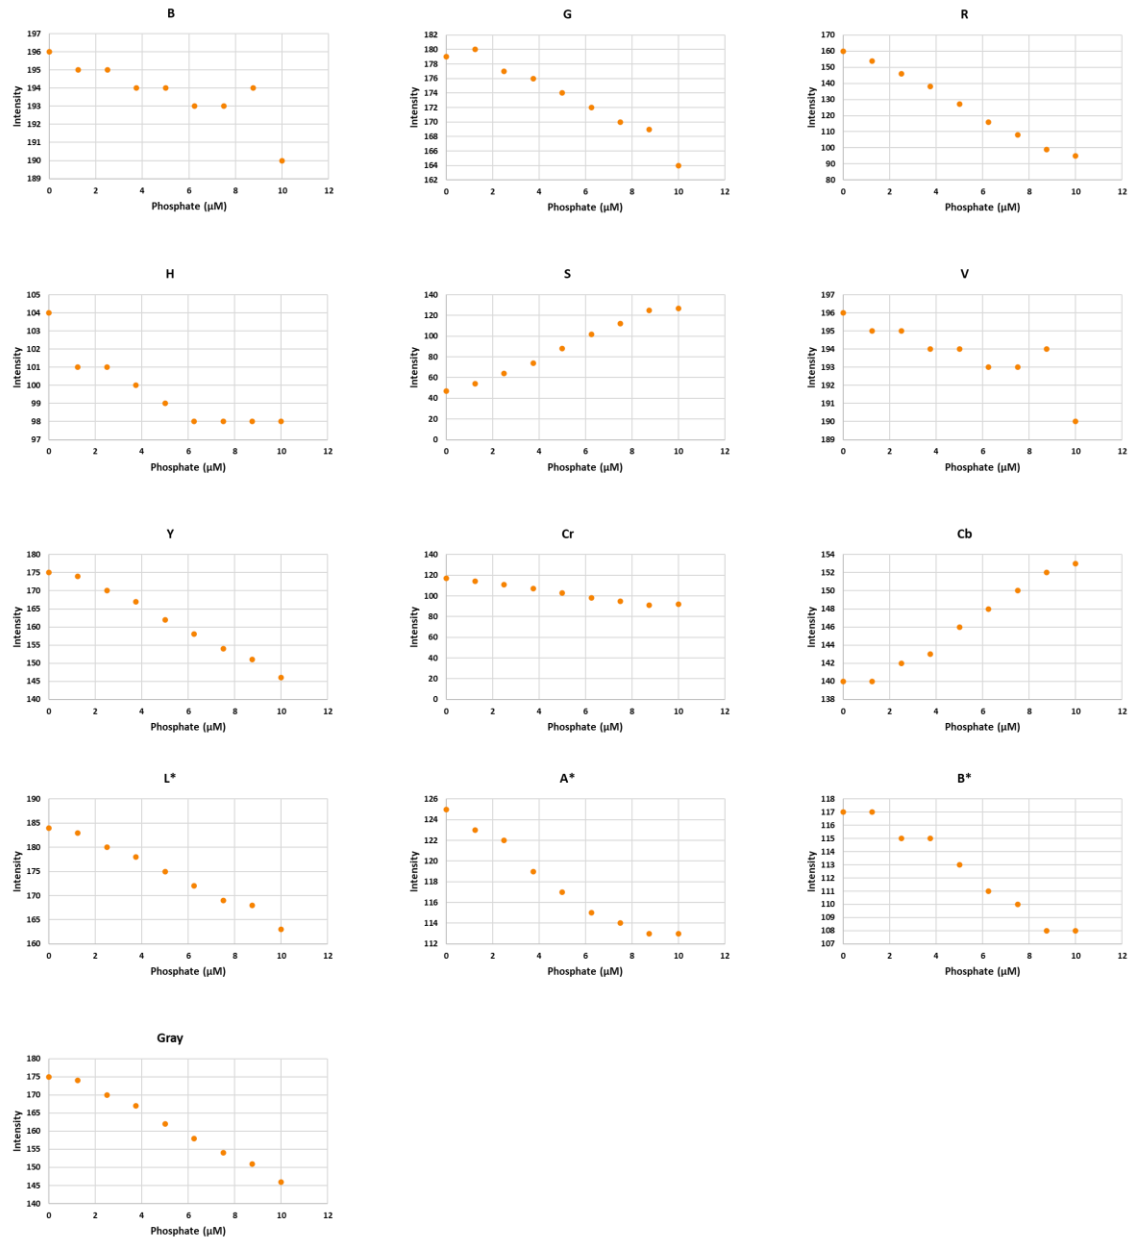 B
197
196
195
194
193
192
191
190
189
Intensity
0 2 4 6 8 10 12
Phosphate (µM)
G
182
180
178
176
174
172
170
168
166
164
162
Intensity
0 2 4 6 8 10 12
Phosphate (µM)
R
170
160
150
140
130
120
110
100
90
80
Intensity
0 2 4 6 8 10 12
Phosphate (µM)
H
105
104
103
102
101
100
99
98
97
Intensity
0 2 4 6 8 10 12
Phosphate (µM)
S
140
120
100
80
60
40
20
0
Intensity
0 2 4 6 8 10 12
Phosphate (µM)
V
197
196
195
194
193
192
191
190
189
Intensity
0 2 4 6 8 10 12
Phosphate (µM)
Y
180
175
170
165
160
155
150
145
140
Intensity
0 2 4 6 8 10 12
Phosphate (µM)
Cr
140
120
100
80
60
40
20
0
Intensity
0 2 4 6 8 10 12
Phosphate (µM)
Cb
154
152
150
148
146
144
142
140
138
Intensity
0 2 4 6 8 10 12
Phosphate (µM)
L*
190
185
180
175
170
165
160
Intensity
0 2 4 6 8 10 12
Phosphate (µM)
A*
126
124
122
120
118
116
114
112
Intensity
0 2 4 6 8 10 12
Phosphate (µM)
B*
118
117
116
115
114
113
112
111
110
109
108
107
Intensity
0 2 4 6 8 10 12
Phosphate (µM)
Gray
180
175
170
165
160
155
150
145
140
Intensity
0 2 4 6 8 10 12
Phosphate (µM)